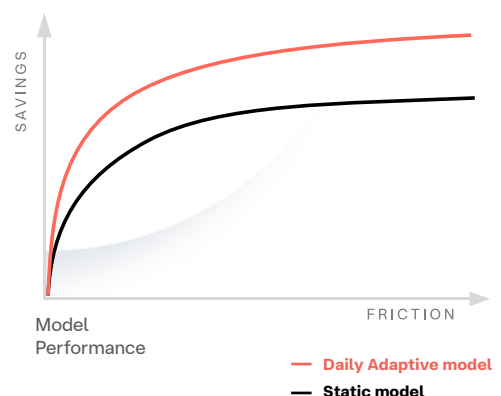 SAVINGS
FRICTION
Model
Performance
Daily Adaptive model
Static model